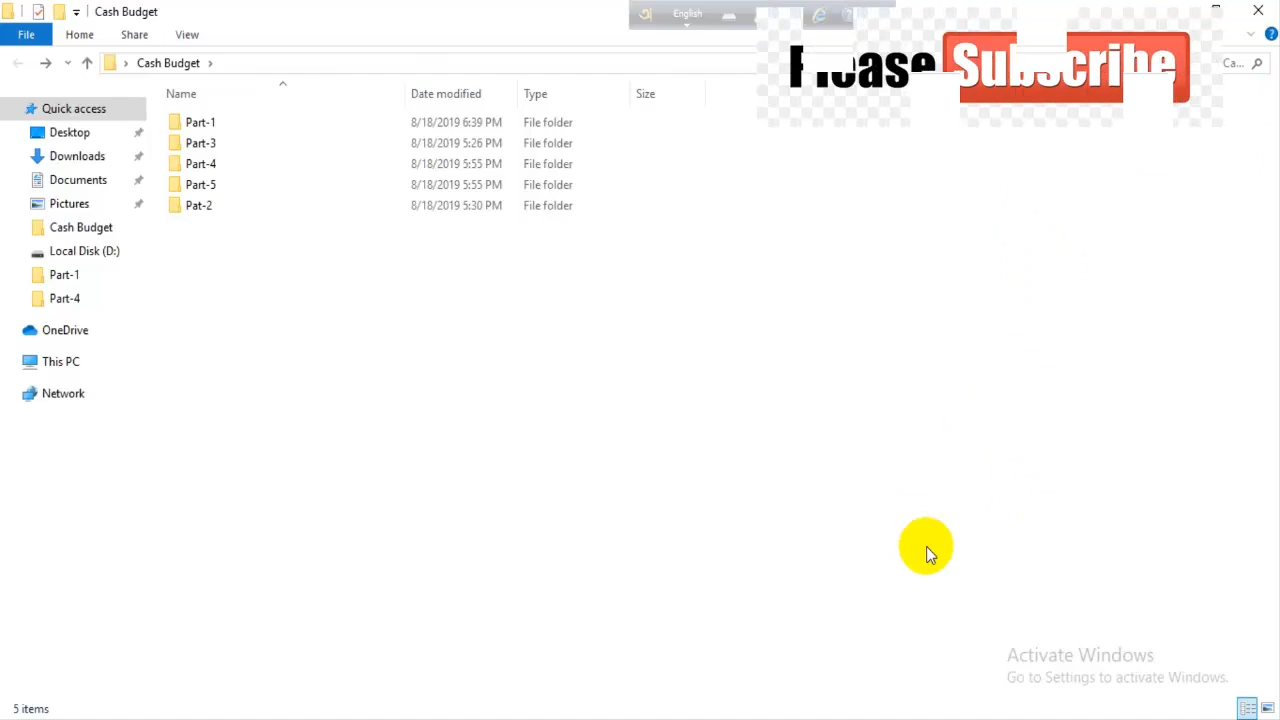 Cash Budget
English
File Home Share View
Please Subscribe
Cash Budget
Ca...
Name Date modified Type Size
Quick access
Desktop
Downloads
Documents
Pictures
Cash Budget
Local Disk (D:)
Part-1
Part-4
OneDrive
This PC
Network
Part-1 8/18/2019 6:39 PM File folder
Part-3 8/18/2019 5:26 PM File folder
Part-4 8/18/2019 5:55 PM File folder
Part-5 8/18/2019 5:55 PM File folder
Pat-2 8/18/2019 5:30 PM File folder
Activate Windows
Go to Settings to activate Windows.
5 items